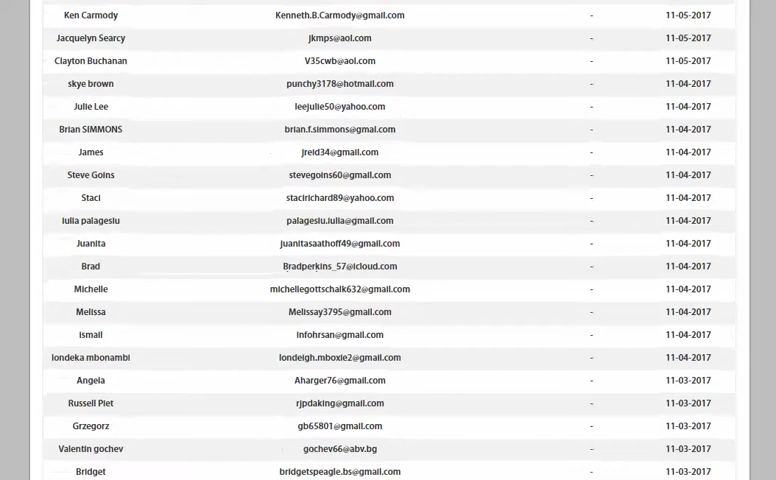 Ken Carmody Kenneth.B.Carmody@gmail.com - 11-05-2017
Jacquelyn Searcy jkmps@aol.com - 11-05-2017
Clayton Buchanan V35cwb@aol.com - 11-05-2017
skye brown punchy3178@hotmail.com - 11-04-2017
Julie Lee leejulie50@yahoo.com - 11-04-2017
Brian SIMMONS brian.f.simmons@gmal.com - 11-04-2017
James jreid34@gmail.com - 11-04-2017
Steve Goins stevegoins60@gmail.com - 11-04-2017
Staci stacirichard89@yahoo.com - 11-04-2017
iulia palagesiu palagesiu.iulia@gmail.com - 11-04-2017
Juanita juanitasaathoff49@gmail.com - 11-04-2017
Brad Bradperkins_57@icloud.com - 11-04-2017
Michelle michellegottschalk632@gmail.com - 11-04-2017
Melissa Melissay3795@gmail.com - 11-04-2017
ismail infohrsan@gmail.com - 11-04-2017
londeka mbonambi londeigh.mboxie2@gmail.com - 11-04-2017
Angela Aharger76@gmail.com - 11-03-2017
Russell Piet rjpdaking@gmail.com - 11-03-2017
Grzegorz gb65801@gmail.com - 11-03-2017
Valentin gochev gochev66@abv.bg - 11-03-2017
Bridget bridgetspeagle.bs@gmail.com - 11-03-2017